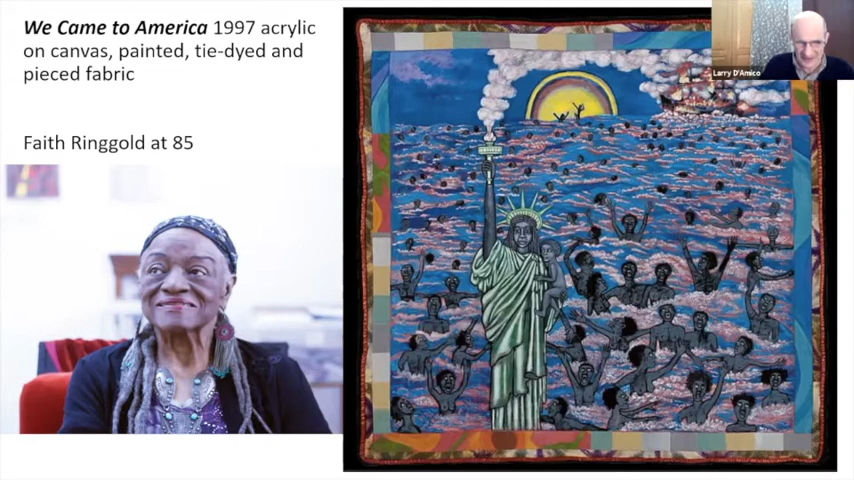 We Came to America 1997 acrylic
on canvas, painted, tie-dyed and
pieced fabric
Faith Ringgold at 85
Larry D'Amico